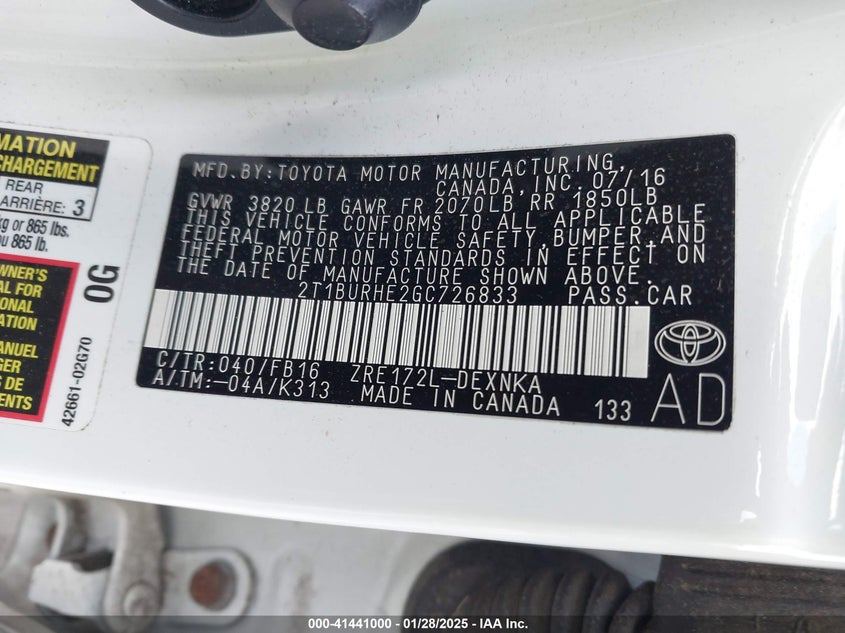 MATION
CHARGEMENT
REAR
ARRIÈRE: 3
kg or 865 lbs.
ou 865 lb.
WNER'S
AL FOR
IONAL
ATION
ANUEL
GER
S DE
ENTS
0G
42661-02G70
MFD.BY:TOYOTA MOTOR MANUFACTURING,
CANADA, INC. 07/16
GVWR 3820 LB GAWR FR 2070LB, RR 1850LB
THIS VEHICLE CONFORMS TO ALL APPLICABLE
FEDERAL MOTOR VEHICLE SAFETY,BUMPER,AND
THEFT PREVENTION STANDARDS IN EFFECT ON
THE DATE OF MANUFACTURE SHOWN ABOVE.
2T1BURHE2GC726833 PASS.CAR
C/TR:040/FB16 ZRE172L-DEXNKA
A/TM:-04A/K313 MADE IN CANADA 133 AD
000-41441000 | 01/28/2025 - IAA Inc.